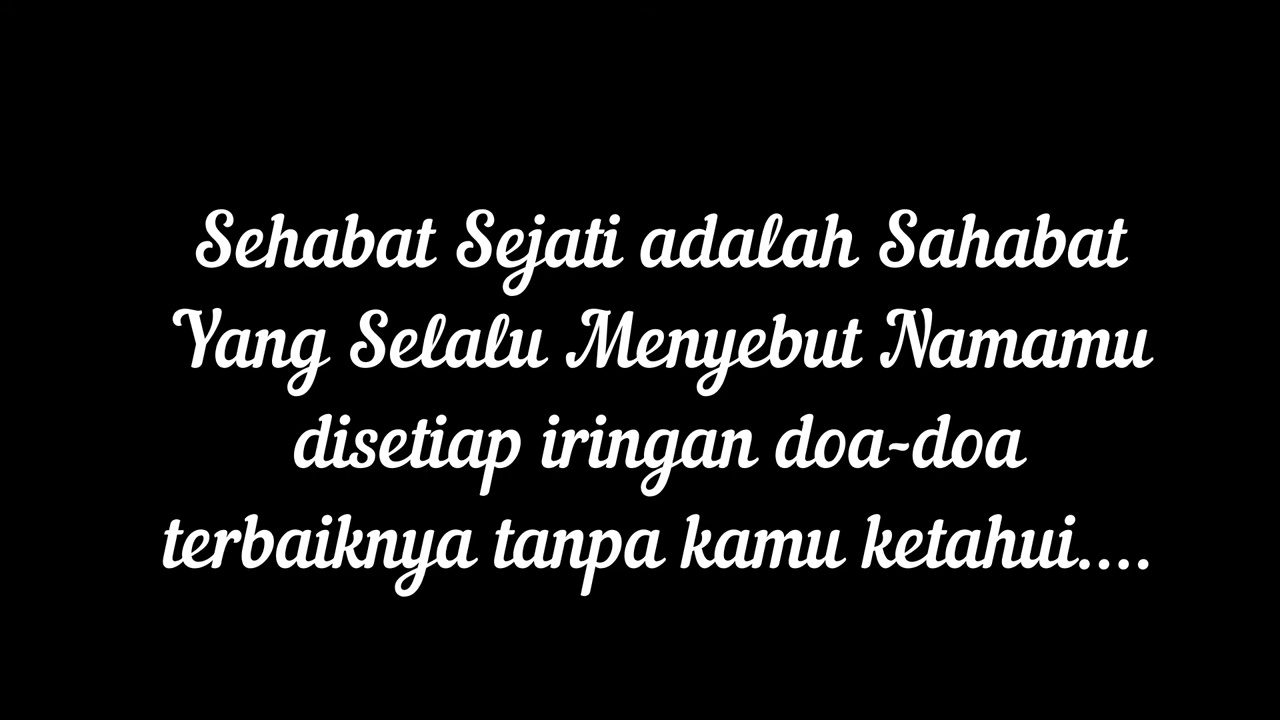 Sehabat Sejati adalah Sahabat
Yang Selalu Menyebut Namamu
disetiap iringan doa-doa
terbaiknya tanpa kamu ketahui....